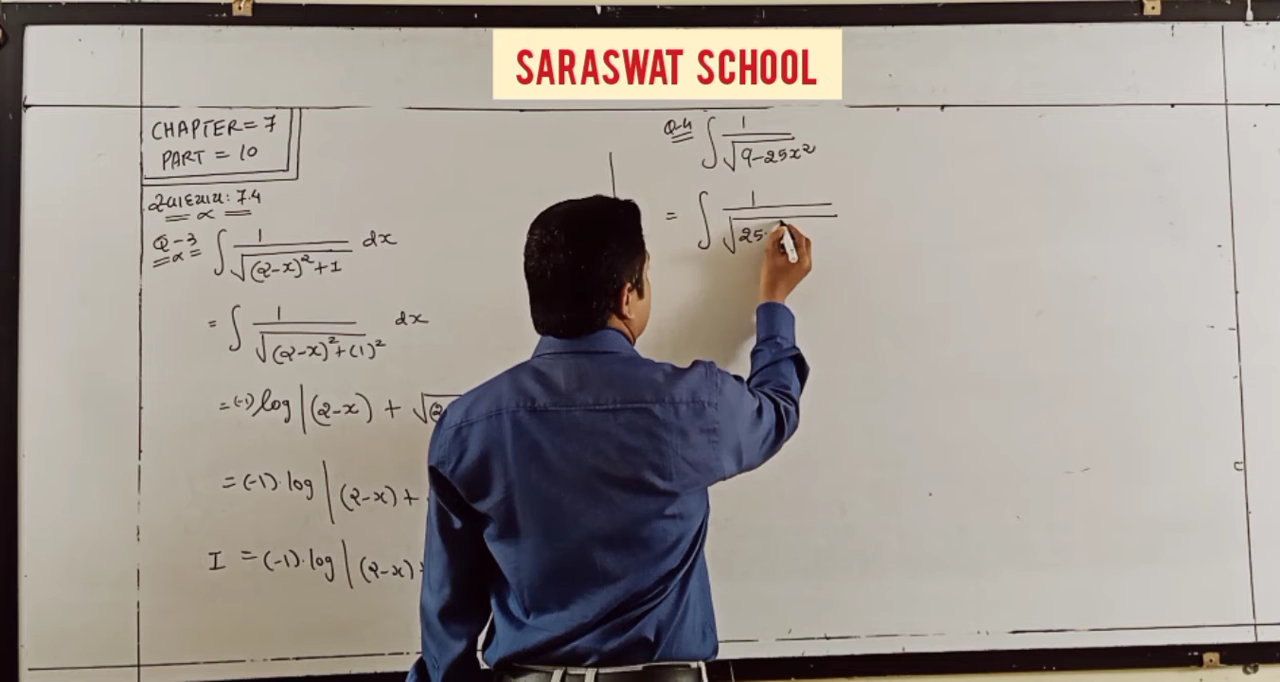 SARASWAT SCHOOL
CHAPTER = 7
PART = 10
સ્વાધ્યાય: 7.4
Q-3 ∫ 1/√((2-x)²+1) dx
= ∫ 1/√((2-x)²+(1)²) dx
= (-1) log |(2-x) + √(2
= (-1). log |(2-x) +
I = (-1). log |(2-x)
Q-4 ∫ 1/√(9-25x²)
= ∫ 1/√(25.